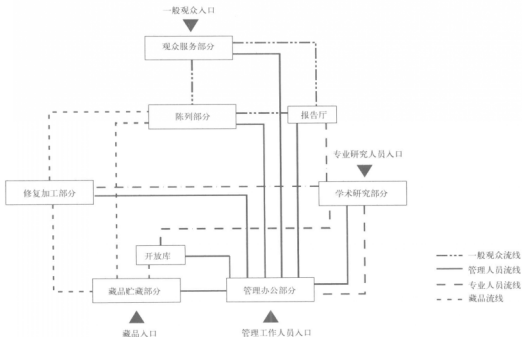 一般观众入口
观众服务部分
陈列部分
报告厅
专业研究人员入口
修复加工部分
学术研究部分
开放库
一般观众流线
管理人员流线
专业人员流线
藏品流线
藏品贮藏部分
管理办公部分
藏品入口
管理工作人员入口